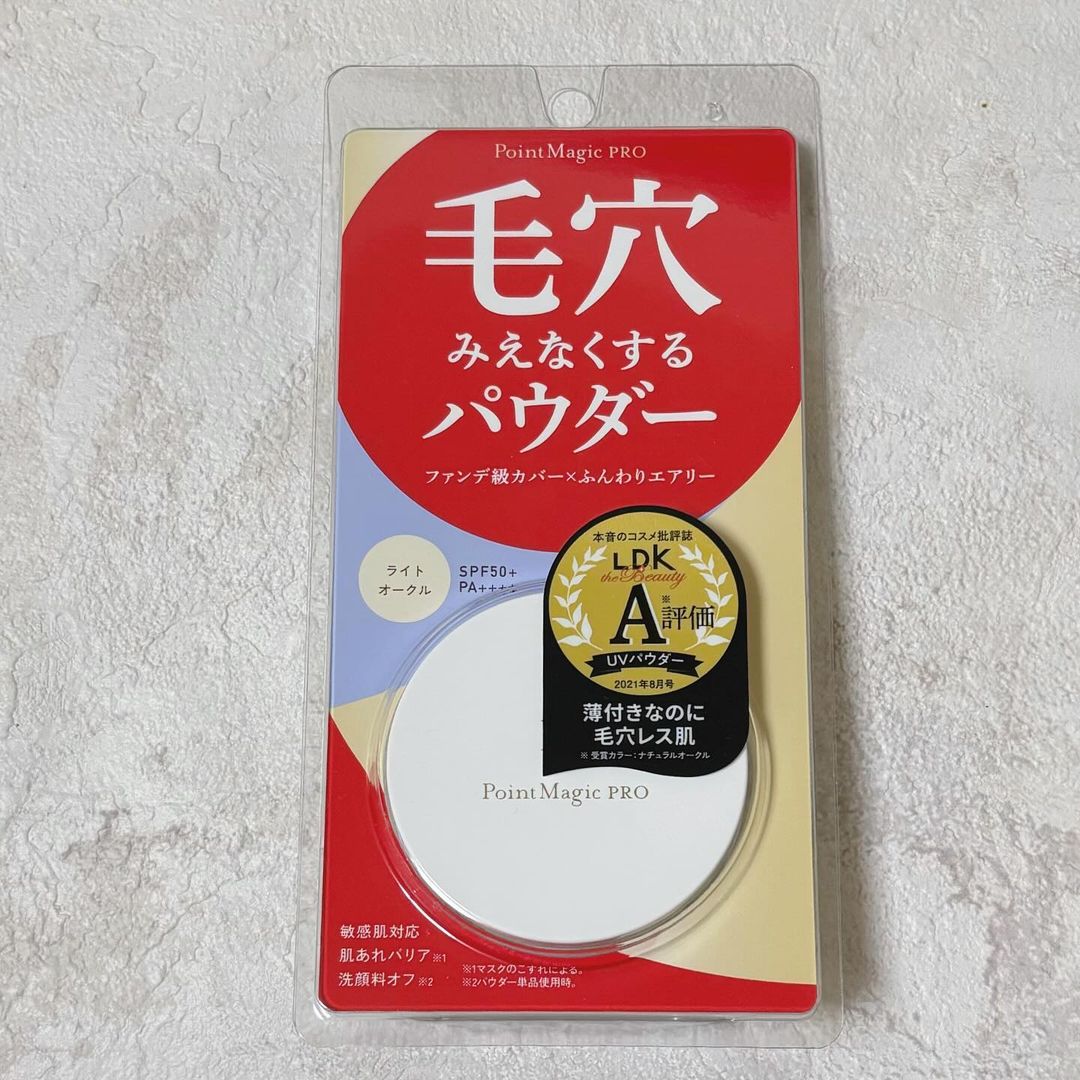 PointMagic PRO
毛穴
みえなくする
パウダー
ファンデ級カバー×ふんわりエアリー
ライト
オークル
SPF50+
PA++++
本音のコスメ批評誌
LDK
the Beauty
A※評価
UVパウダー
2021年8月号
薄付きなのに
毛穴レス肌
※ 受賞カラー：ナチュラルオークル
PointMagic PRO
敏感肌対応
肌あれバリア※1
洗顔料オフ※2
※1マスクのこすれによる。
※2パウダー単品使用時。